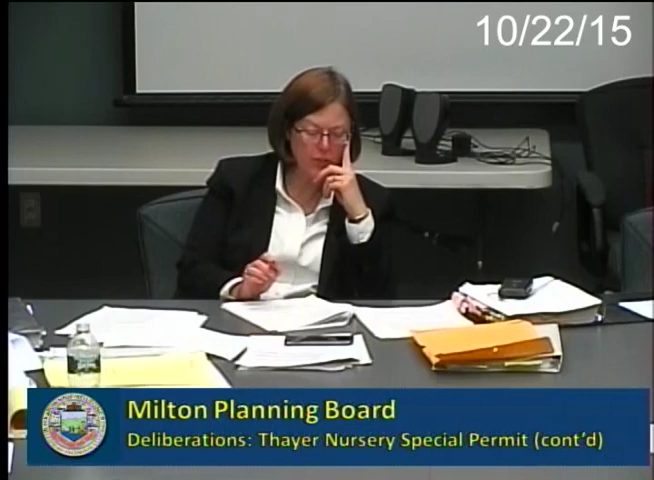 10/22/15
Milton Planning Board
Deliberations: Thayer Nursery Special Permit (cont'd)